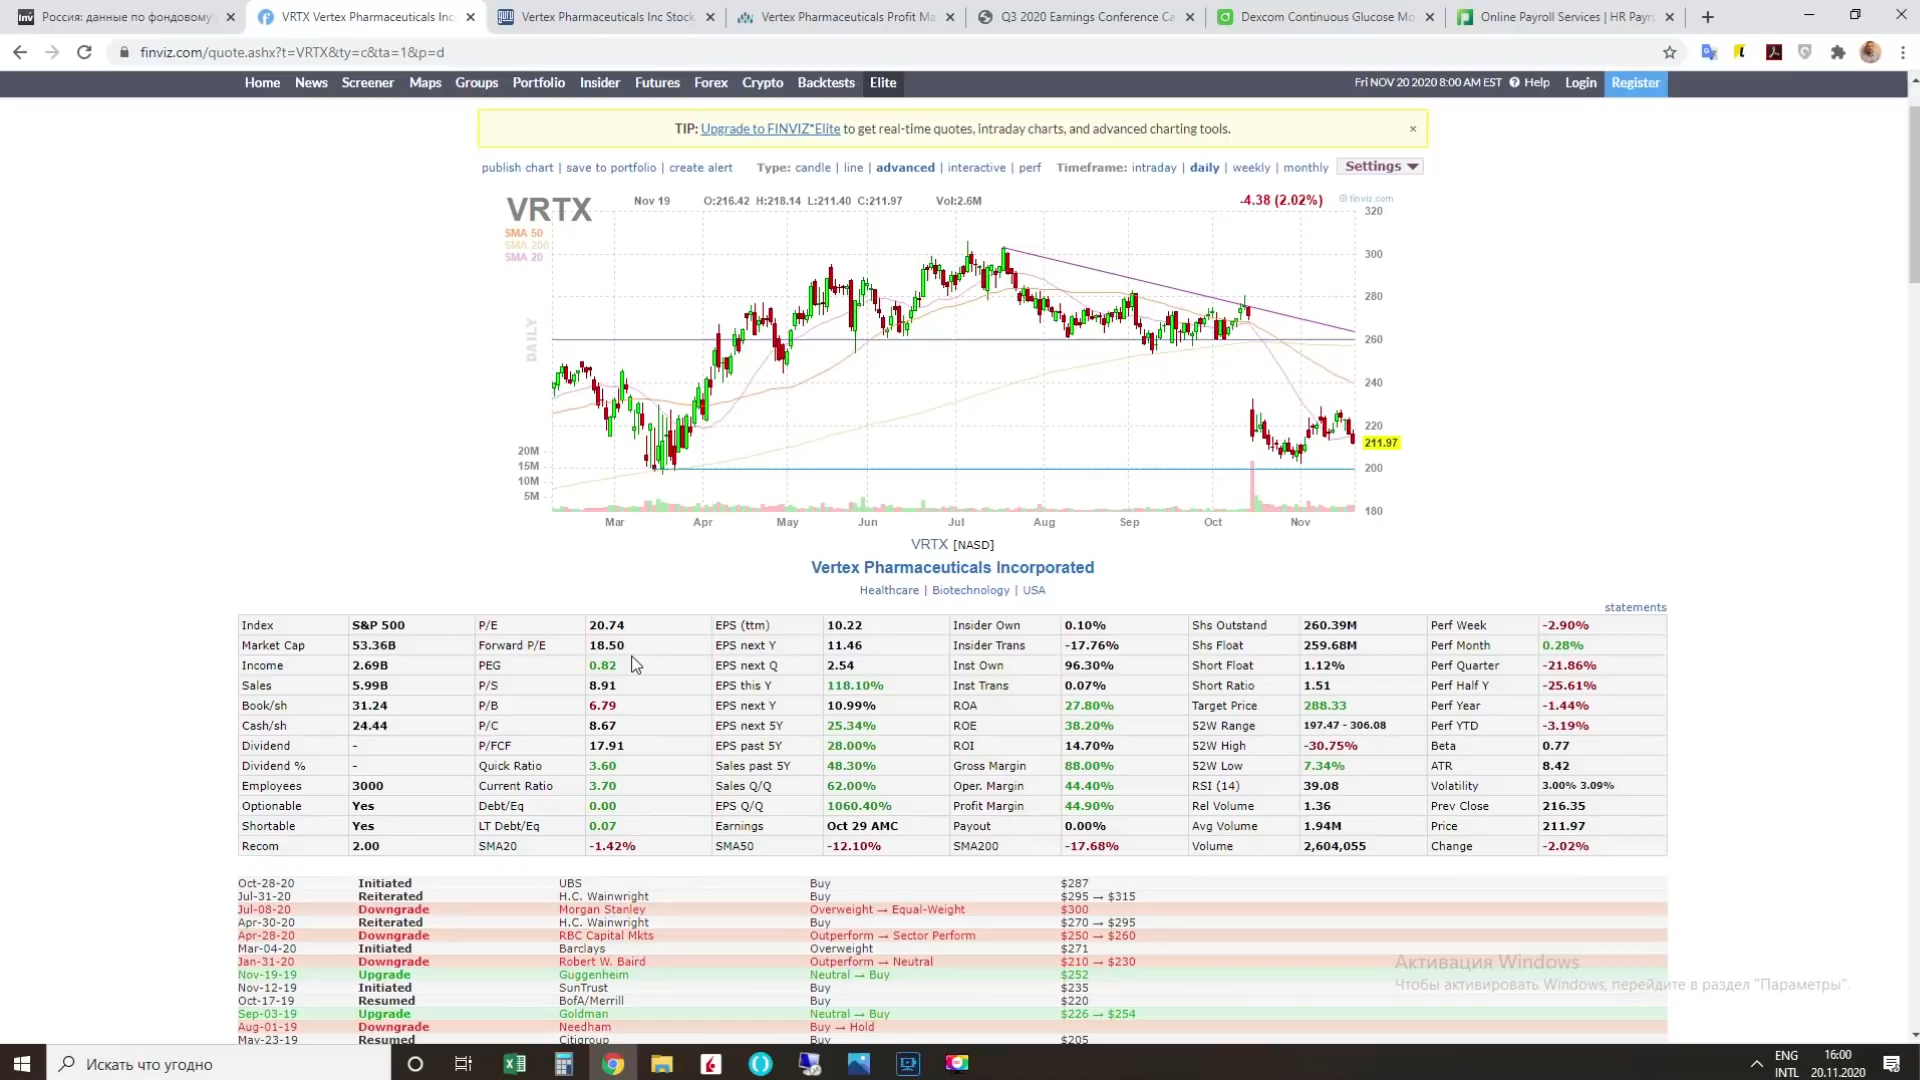 Россия: данные по фондовому
VRTX Vertex Pharmaceuticals Inc
Vertex Pharmaceuticals Inc Stock
Vertex Pharmaceuticals Profit Ma
Q3 2020 Earnings Conference Ca
Dexcom Continuous Glucose Mo
Online Payroll Services | HR Payro
finviz.com/quote.ashx?t=VRTX&ty=c&ta=1&p=d
Home News Screener Maps Groups Portfolio Insider Futures Forex Crypto Backtests Elite
Fri NOV 20 2020 8:00 AM EST Help Login Register
TIP: Upgrade to FINVIZ*Elite to get real-time quotes, intraday charts, and advanced charting tools. ×
publish chart | save to portfolio | create alert Type: candle | line | advanced | interactive | perf Timeframe: intraday | daily | weekly | monthly Settings
VRTX Nov 19 O:216.42 H:218.14 L:211.40 C:211.97 Vol:2.6M -4.38 (2.02%) © finviz.com
SMA 50
SMA 200
SMA 20
DAILY
320
300
280
260
240
220
211.97
200
180
20M
15M
10M
5M
Mar Apr May Jun Jul Aug Sep Oct Nov
VRTX [NASD]
Vertex Pharmaceuticals Incorporated
Healthcare | Biotechnology | USA
statements
Index S&P 500 P/E 20.74 EPS (ttm) 10.22 Insider Own 0.10% Shs Outstand 260.39M Perf Week -2.90%
Market Cap 53.36B Forward P/E 18.50 EPS next Y 11.46 Insider Trans -17.76% Shs Float 259.68M Perf Month 0.28%
Income 2.69B PEG 0.82 EPS next Q 2.54 Inst Own 96.30% Short Float 1.12% Perf Quarter -21.86%
Sales 5.99B P/S 8.91 EPS this Y 118.10% Inst Trans 0.07% Short Ratio 1.51 Perf Half Y -25.61%
Book/sh 31.24 P/B 6.79 EPS next Y 10.99% ROA 27.80% Target Price 288.33 Perf Year -1.44%
Cash/sh 24.44 P/C 8.67 EPS next 5Y 25.34% ROE 38.20% 52W Range 197.47 - 306.08 Perf YTD -3.19%
Dividend - P/FCF 17.91 EPS past 5Y 28.00% ROI 14.70% 52W High -30.75% Beta 0.77
Dividend % - Quick Ratio 3.60 Sales past 5Y 48.30% Gross Margin 88.00% 52W Low 7.34% ATR 8.42
Employees 3000 Current Ratio 3.70 Sales Q/Q 62.00% Oper. Margin 44.40% RSI (14) 39.08 Volatility 3.00% 3.09%
Optionable Yes Debt/Eq 0.00 EPS Q/Q 1060.40% Profit Margin 44.90% Rel Volume 1.36 Prev Close 216.35
Shortable Yes LT Debt/Eq 0.07 Earnings Oct 29 AMC Payout 0.00% Avg Volume 1.94M Price 211.97
Recom 2.00 SMA20 -1.42% SMA50 -12.10% SMA200 -17.68% Volume 2,604,055 Change -2.02%
Oct-28-20 Initiated UBS Buy $287
Jul-31-20 Reiterated H.C. Wainwright Buy $295 → $315
Jul-08-20 Downgrade Morgan Stanley Overweight → Equal-Weight $300
Apr-30-20 Reiterated H.C. Wainwright Buy $270 → $295
Apr-28-20 Downgrade RBC Capital Mkts Outperform → Sector Perform $250 → $260
Mar-04-20 Initiated Barclays Overweight $271
Jan-31-20 Downgrade Robert W. Baird Outperform → Neutral $210 → $230
Nov-19-19 Upgrade Guggenheim Neutral → Buy $252
Nov-12-19 Initiated SunTrust Buy $235
Oct-17-19 Resumed BofA/Merrill Buy $220
Sep-03-19 Upgrade Goldman Neutral → Buy $226 → $254
Aug-01-19 Downgrade Needham Buy → Hold
May-23-19 Resumed Citigroup Buy $205
Активация Windows
Чтобы активировать Windows, перейдите в раздел "Параметры".
Искать что угодно
ENG
INTL
16:00
20.11.2020